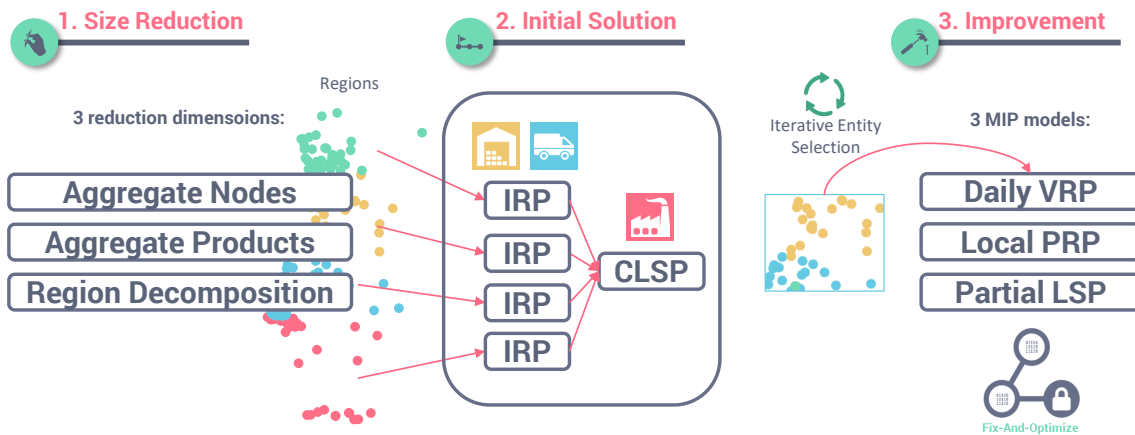 1. Size Reduction
3 reduction dimensoions:
Aggregate Nodes
Aggregate Products
Region Decomposition
Regions
2. Initial Solution
IRP
IRP
IRP
IRP
CLSP
3. Improvement
Iterative Entity
Selection
3 MIP models:
Daily VRP
Local PRP
Partial LSP
Fix-And-Optimize